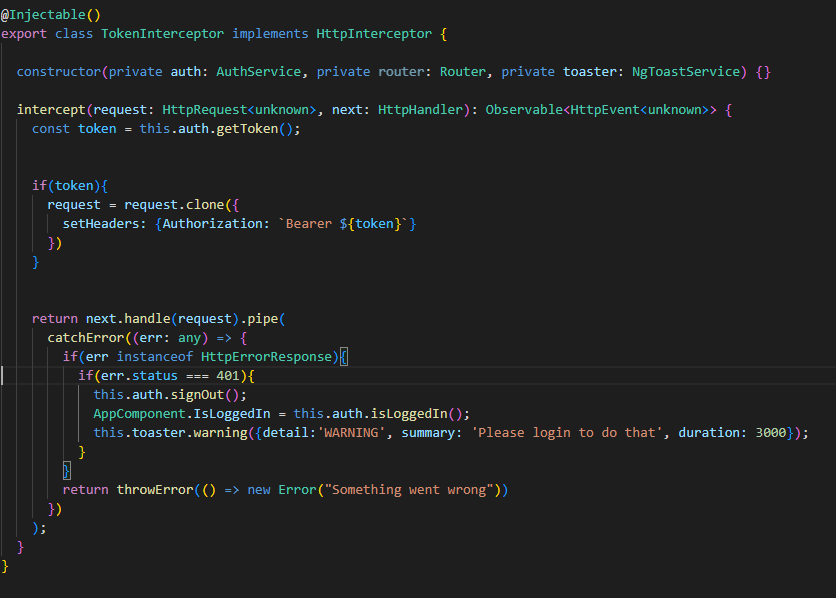 @Injectable()
export class TokenInterceptor implements HttpInterceptor {
constructor(private auth: AuthService, private router: Router, private toaster: NgToastService) {}
intercept(request: HttpRequest<unknown>, next: HttpHandler): Observable<HttpEvent<unknown>> {
const token = this.auth.getToken();
if(token){
request = request.clone({
setHeaders: {Authorization: `Bearer ${token}`}
})
}
return next.handle(request).pipe(
catchError((err: any) => {
if(err instanceof HttpErrorResponse){
if(err.status === 401){
this.auth.signOut();
AppComponent.IsLoggedIn = this.auth.isLoggedIn();
this.toaster.warning({detail:'WARNING', summary: 'Please login to do that', duration: 3000});
}
}
return throwError(() => new Error("Something went wrong"))
})
);
}
}